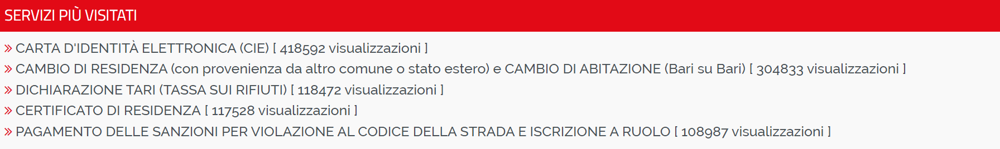 SERVIZI PIÙ VISITATI
» CARTA D'IDENTITÀ ELETTRONICA (CIE) [ 418592 visualizzazioni ]
» CAMBIO DI RESIDENZA (con provenienza da altro comune o stato estero) e CAMBIO DI ABITAZIONE (Bari su Bari) [ 304833 visualizzazioni ]
» DICHIARAZIONE TARI (TASSA SUI RIFIUTI) [ 118472 visualizzazioni ]
» CERTIFICATO DI RESIDENZA [ 117528 visualizzazioni ]
» PAGAMENTO DELLE SANZIONI PER VIOLAZIONE AL CODICE DELLA STRADA E ISCRIZIONE A RUOLO [ 108987 visualizzazioni ]